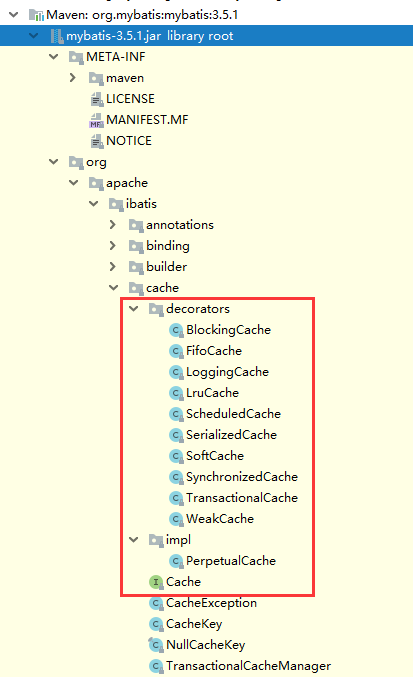 Maven: org.mybatis:mybatis:3.5.1
mybatis-3.5.1.jar library root
META-INF
maven
LICENSE
MANIFEST.MF
NOTICE
org
apache
ibatis
annotations
binding
builder
cache
decorators
BlockingCache
FifoCache
LoggingCache
LruCache
ScheduledCache
SerializedCache
SoftCache
SynchronizedCache
TransactionalCache
WeakCache
impl
PerpetualCache
Cache
CacheException
CacheKey
NullCacheKey
TransactionalCacheManager